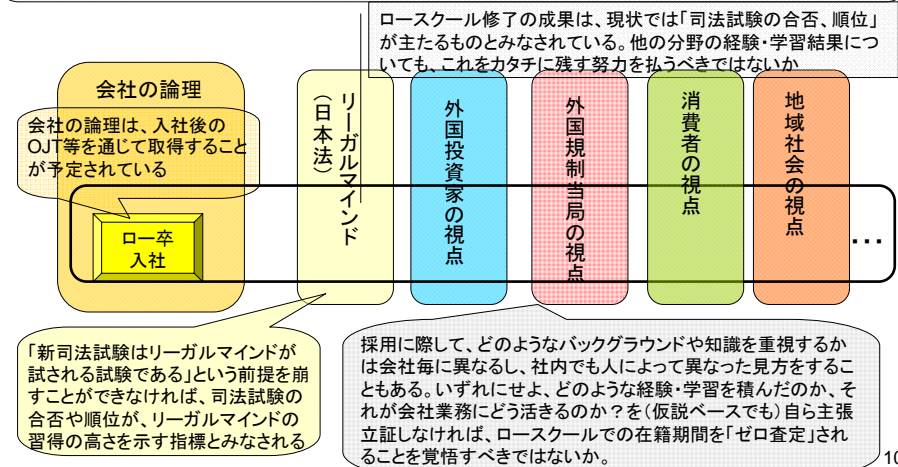 ロースクール修了の成果は、現状では「司法試験の合否、順位」
が主たるものとみなされている。他の分野の経験・学習結果につ
いても、これをカタチに残す努力を払うべきではないか
会社の論理
会社の論理は、入社後の
OJT等を通じて取得すること
が予定されている
ロー卒
入社
リーガルマインド
(日本法)
外国投資家の視点
外国規制当局の視点
消費者の視点
地域社会の視点
…
「新司法試験はリーガルマインドが
試される試験である」という前提を崩
すことができなければ、司法試験の
合否や順位が、リーガルマインドの
習得の高さを示す指標とみなされる
採用に際して、どのようなバックグラウンドや知識を重視するか
は会社毎に異なるし、社内でも人によって異なった見方をするこ
ともある。いずれにせよ、どのような経験・学習を積んだのか、そ
れが会社業務にどう活きるのか?を(仮説ベースでも)自ら主張
立証しなければ、ロースクールでの在籍期間を「ゼロ査定」され
ることを覚悟すべきではないか。
10